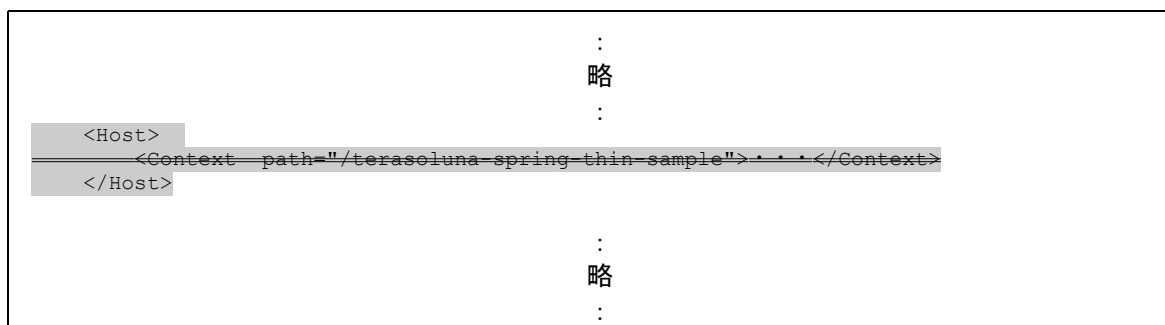 :
略
:
<Host>
<Context path="/terasoluna-spring-thin-sample">・・・</Context>
</Host>
:
略
: